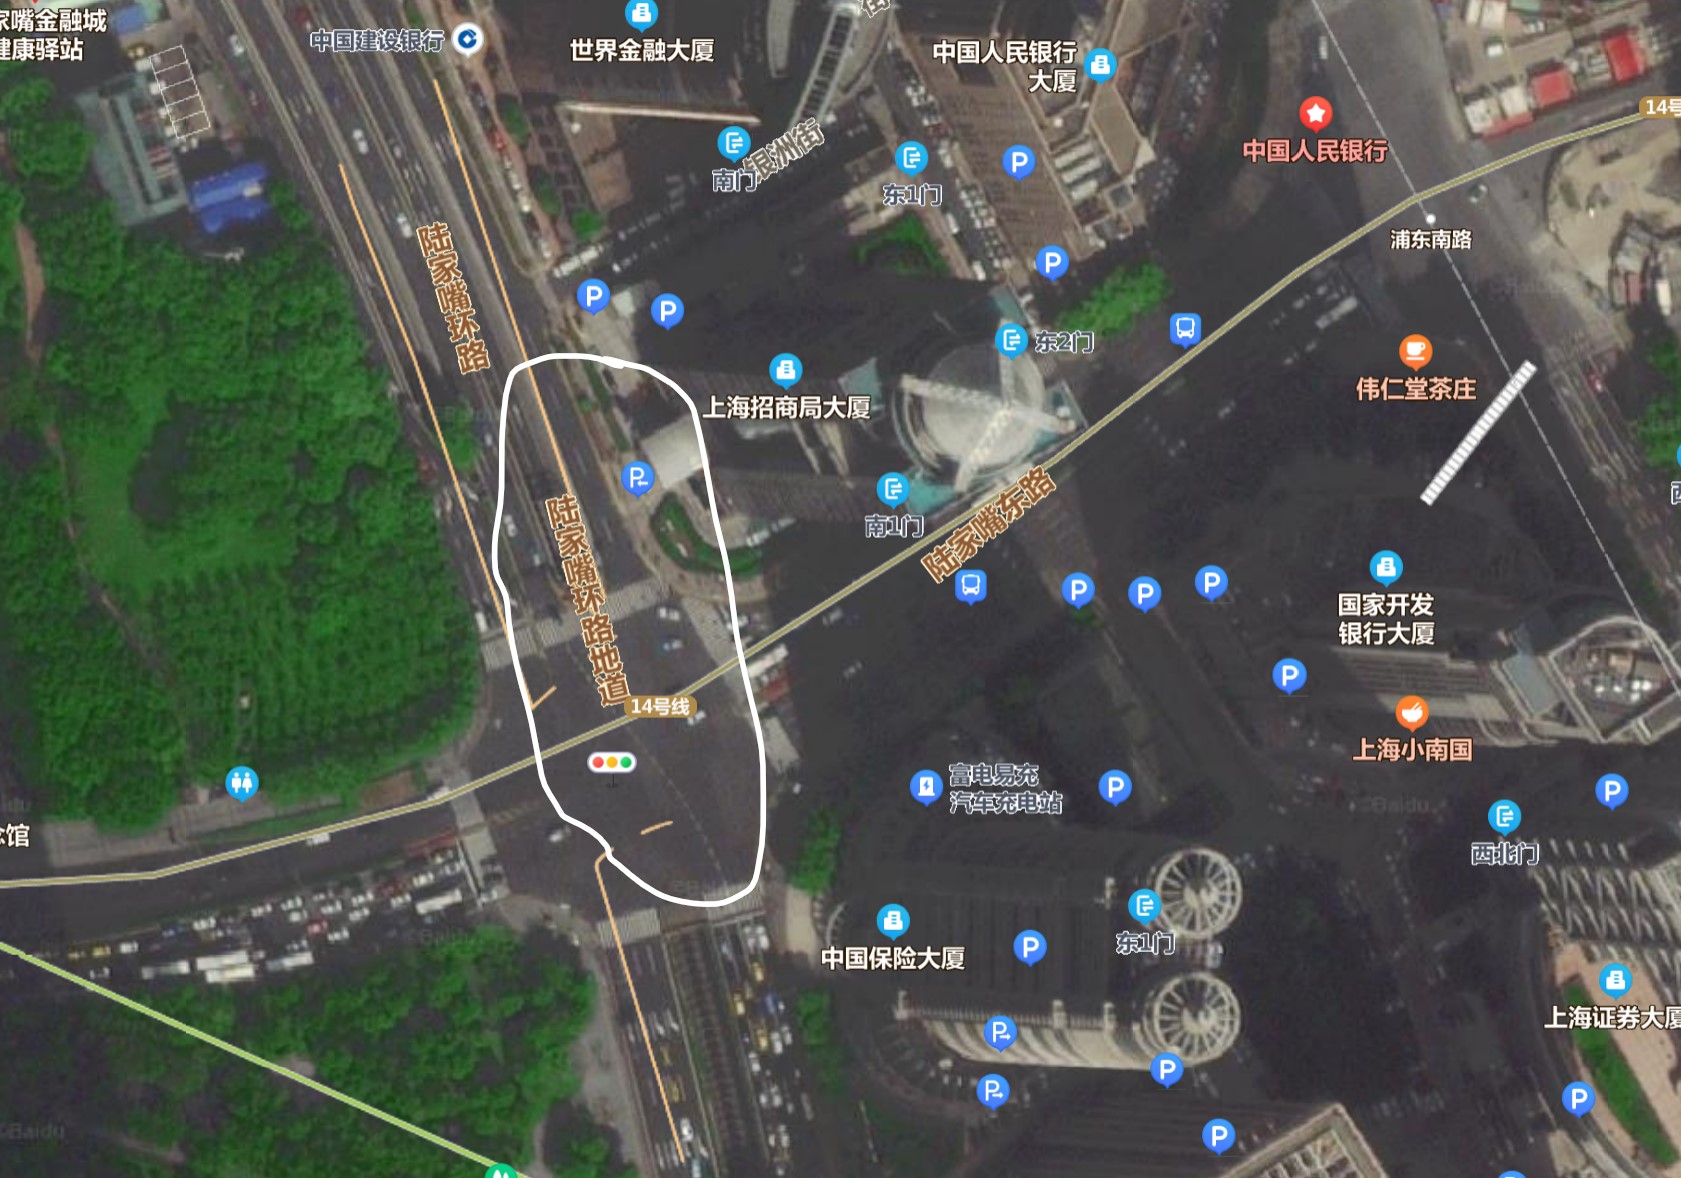 家嘴金融城
健康驿站
中国建设银行
世界金融大厦
中国人民银行
大厦
14号
中国人民银行
南门
银洲街
东1门
P
浦东南路
陆家嘴环路
P
P
P
东2门
上海招商局大厦
伟仁堂茶庄
P
南1门
陆家嘴东路
陆家嘴环路地道
国家开发
银行大厦
P
P
P
P
14号线
上海小南国
富电易充
汽车充电站
P
P
念馆
西北门
中国保险大厦
P
东1门
上海证券大厦
P
P
P
P
P
Baidu